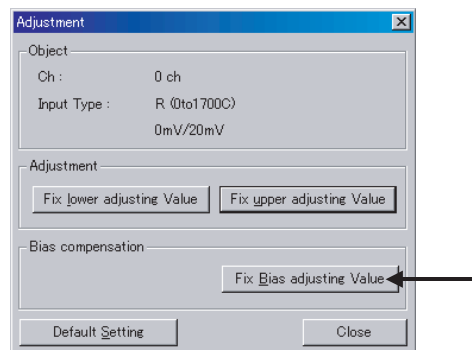 Adjustment
Object
Ch : 0 ch
Input Type : R (0to1700C)
0mV/20mV
Adjustment
Fix lower adjusting Value Fix upper adjusting Value
Bias compensation
Fix Bias adjusting Value
Default Setting Close